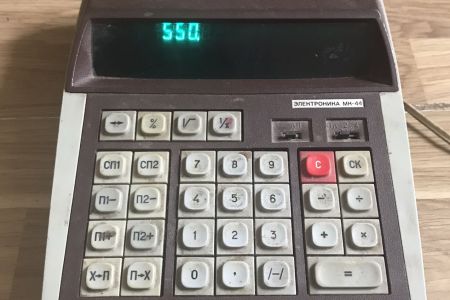 550.
ЭЛЕКТРОНИКА МК-44
↔ % √ 1/x
СП1 СП2 7 8 9 С СК
П1- П2- 4 5 6 - ÷
П1+ П2+ 1 2 3 + ×
Х→П П→Х 0 · /-/ =